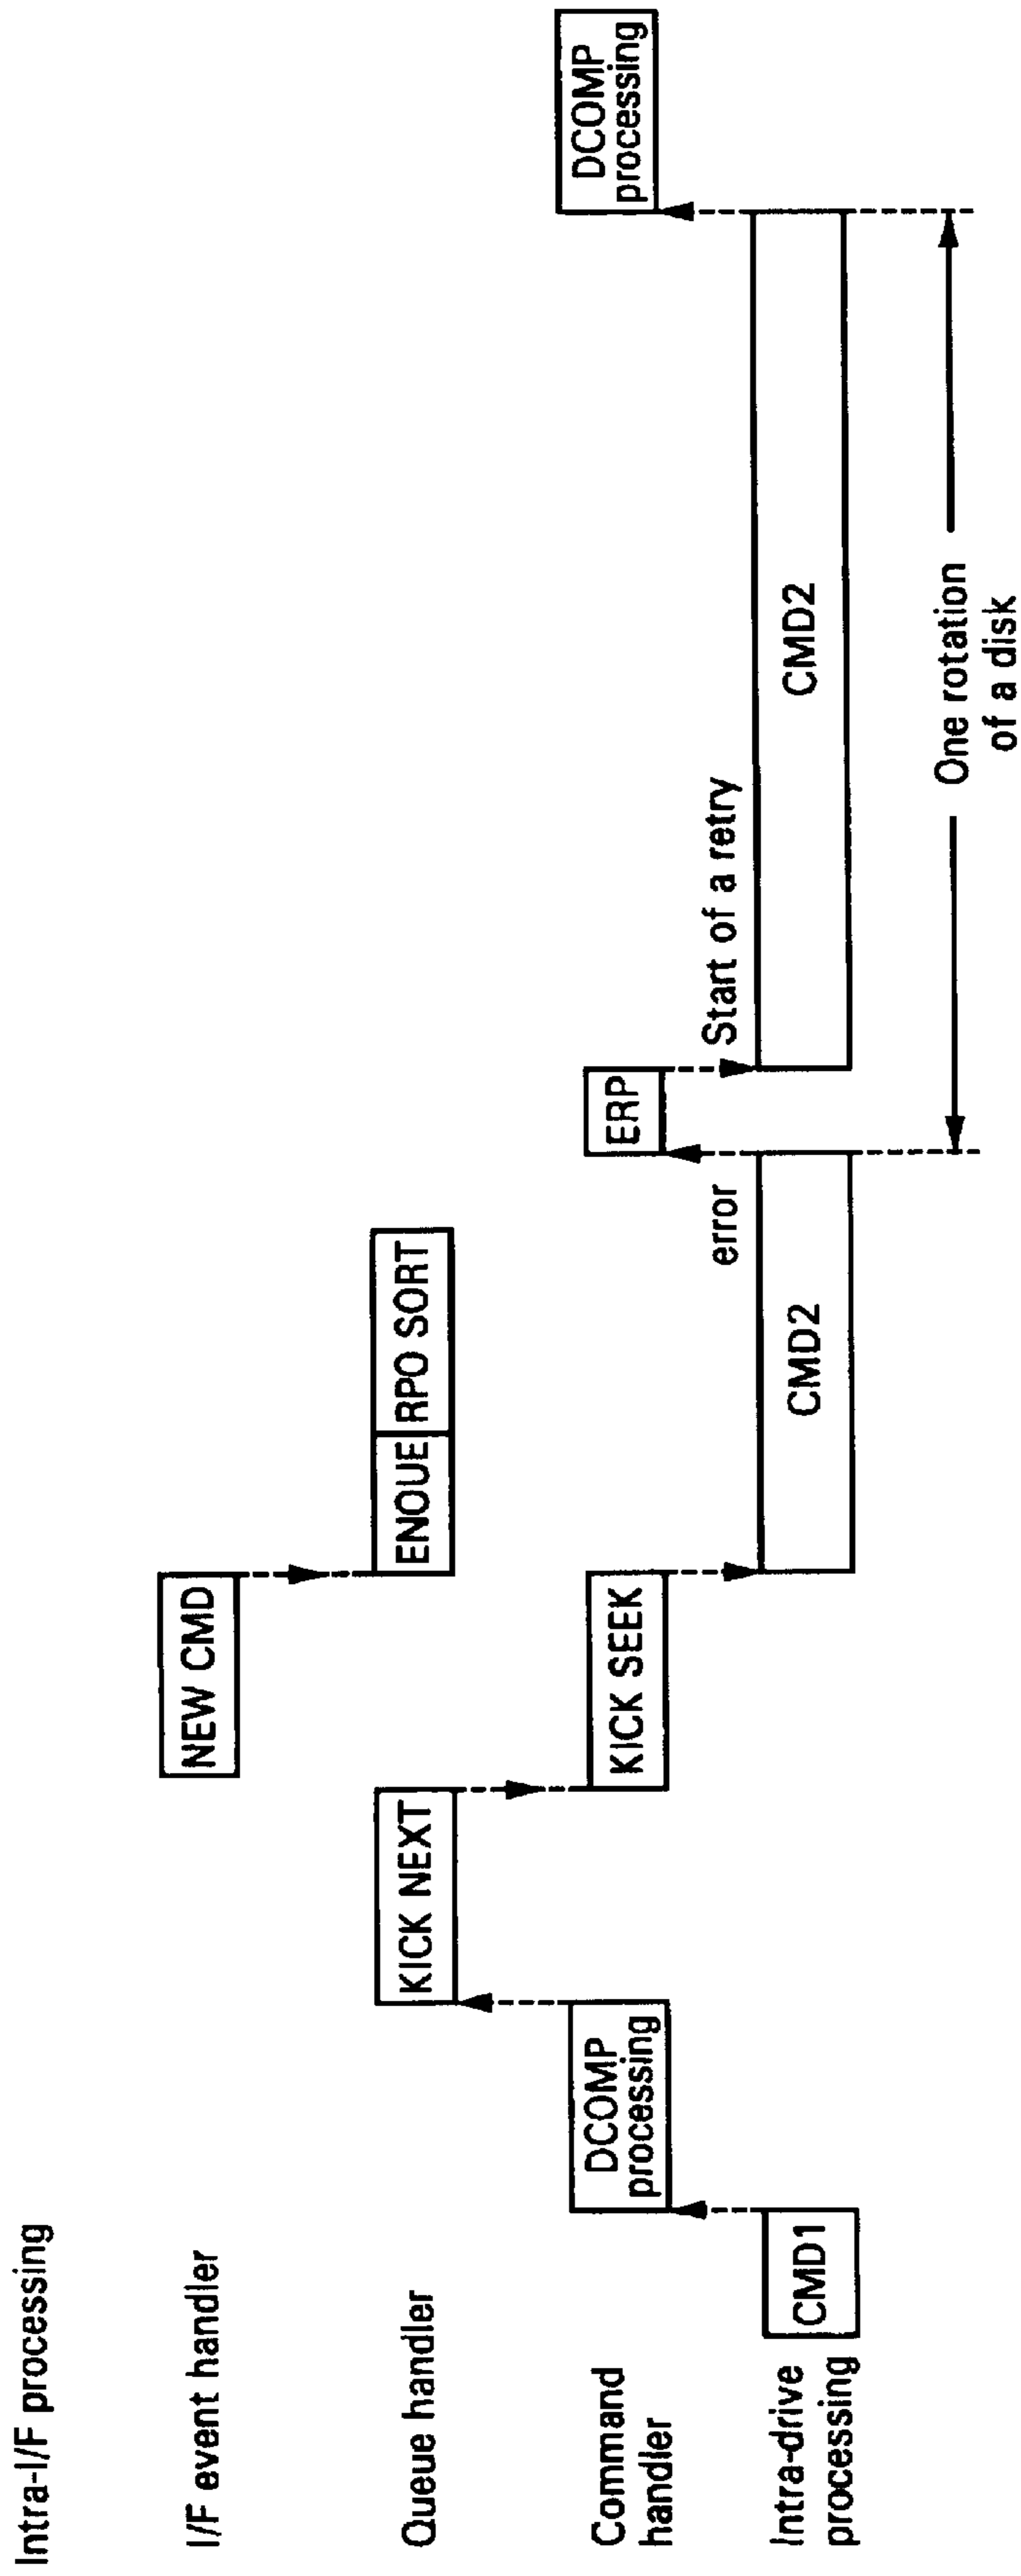 Intra-I/F processing
I/F event handler
NEW CMD
Queue handler
KICK NEXT
ENQUE
RPO SORT
Command
handler
DCOMP
processing
KICK SEEK
ERP
DCOMP
processing
error
Start of a retry
Intra-drive
processing
CMD1
CMD2
CMD2
One rotation
of a disk